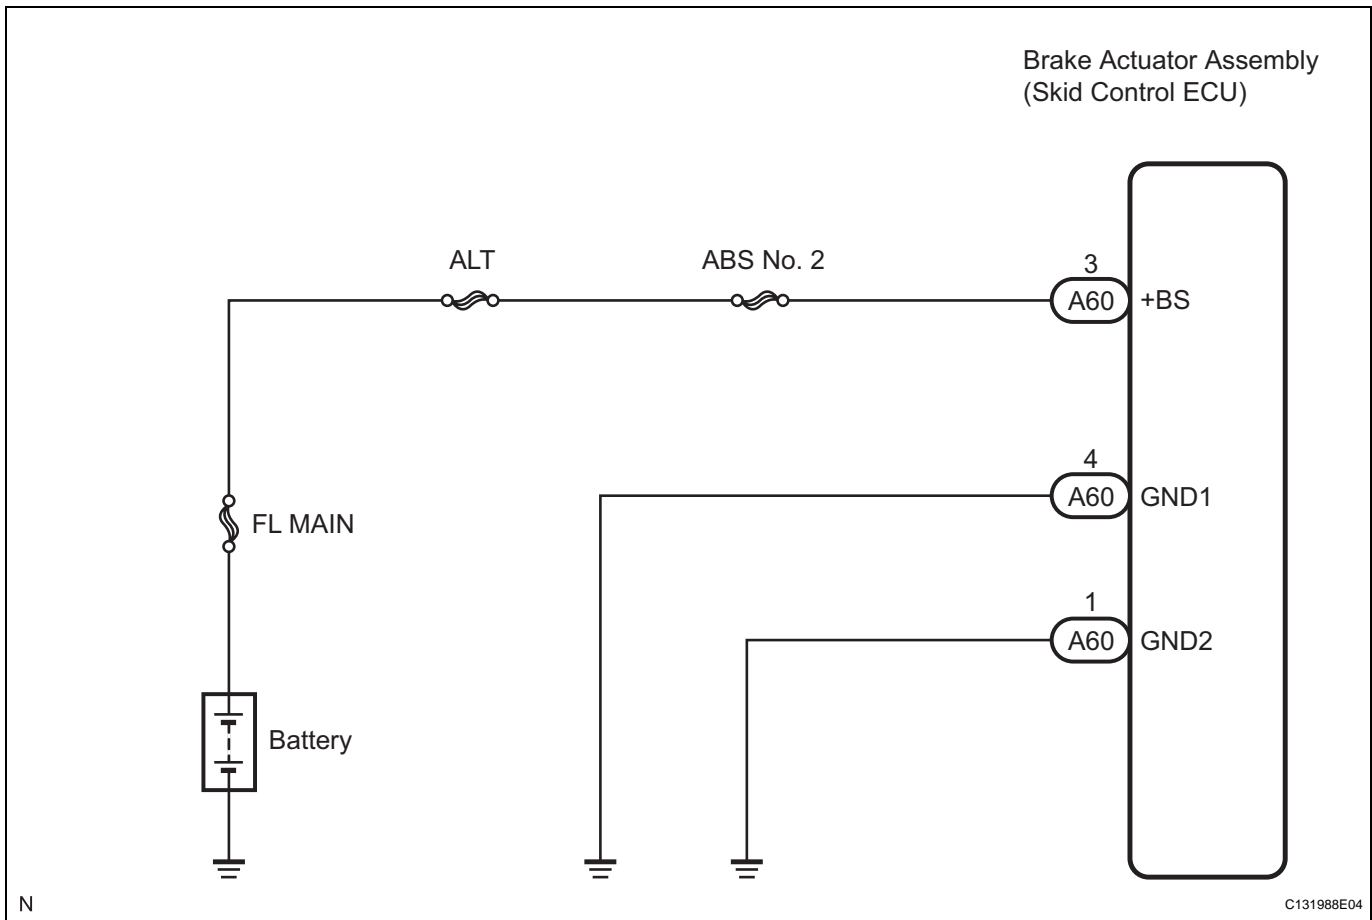 Brake Actuator Assembly
(Skid Control ECU)
ALT
ABS No. 2
3
A60
+BS
4
A60
GND1
FL MAIN
1
A60
GND2
Battery
N
C131988E04